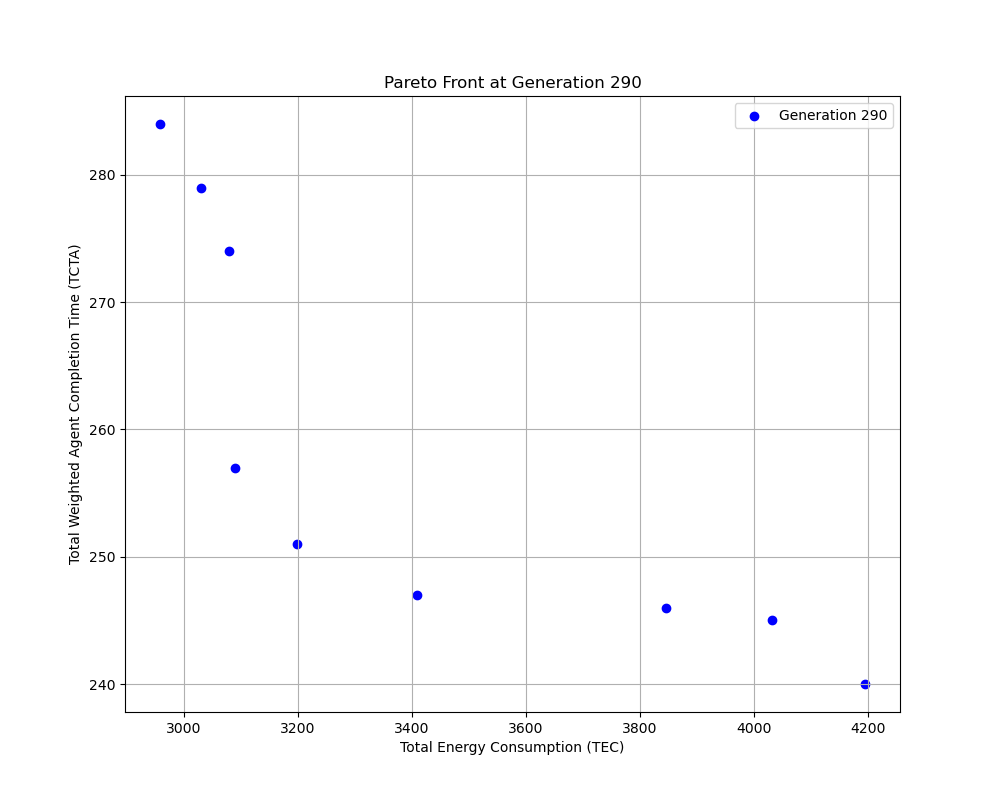 Pareto Front at Generation 290
Generation 290
280
270
260
250
240
Total Weighted Agent Completion Time (TCTA)
3000 3200 3400 3600 3800 4000 4200
Total Energy Consumption (TEC)